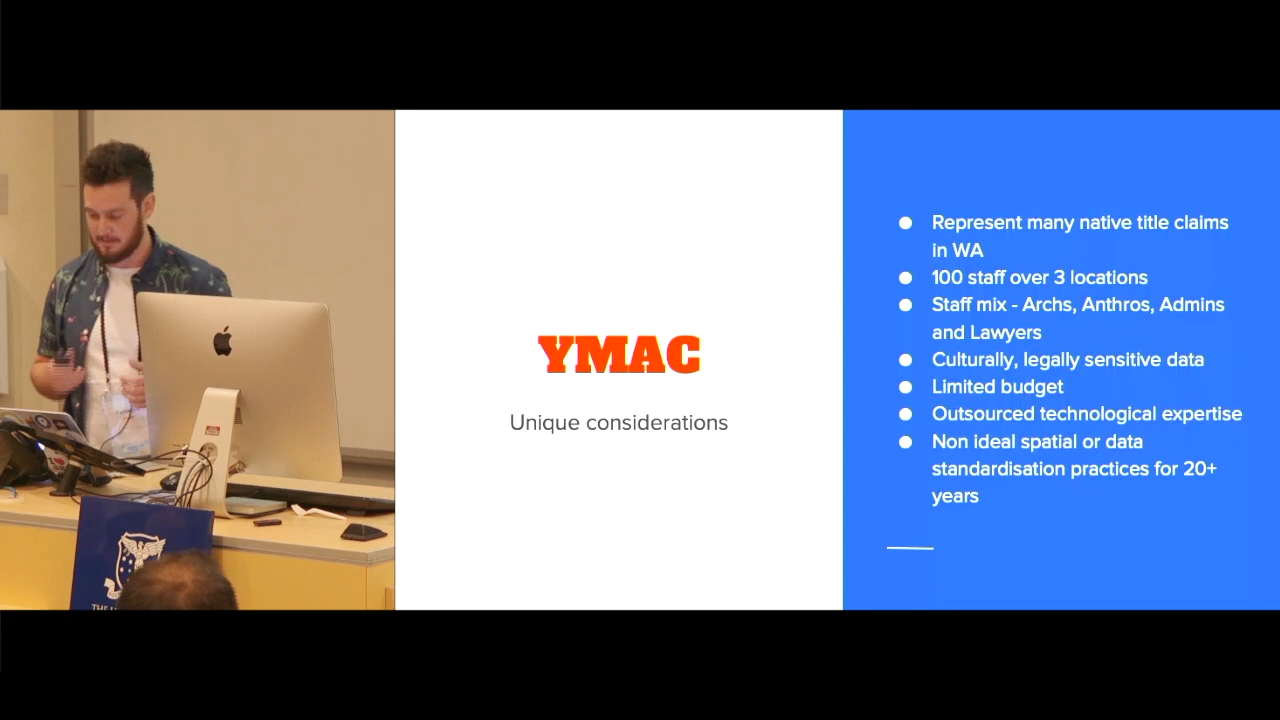 YMAC
Unique considerations
● Represent many native title claims
in WA
● 100 staff over 3 locations
● Staff mix - Archs, Anthros, Admins
and Lawyers
● Culturally, legally sensitive data
● Limited budget
● Outsourced technological expertise
● Non ideal spatial or data
standardisation practices for 20+
years
THE